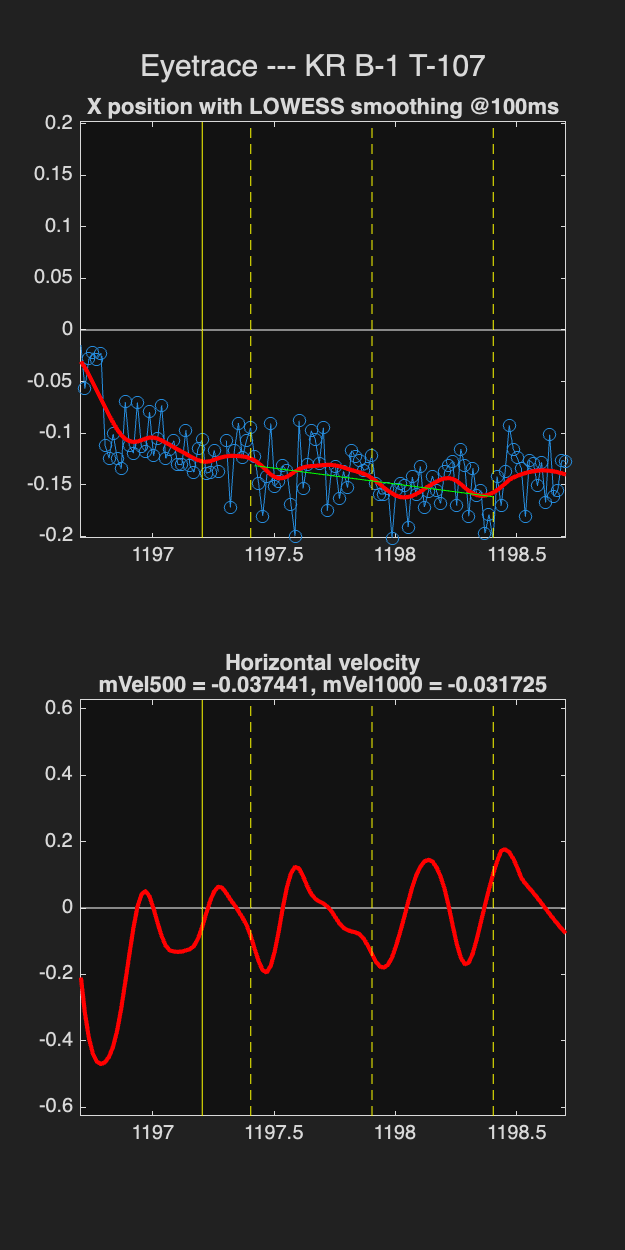 Eyetrace --- KR B-1 T-107
X position with LOWESS smoothing @100ms
0.2
0.15
0.1
0.05
0
-0.05
-0.1
-0.15
-0.2
1197 1197.5 1198 1198.5
Horizontal velocity
mVel500 = -0.037441, mVel1000 = -0.031725
0.6
0.4
0.2
0
-0.2
-0.4
-0.6
1197 1197.5 1198 1198.5